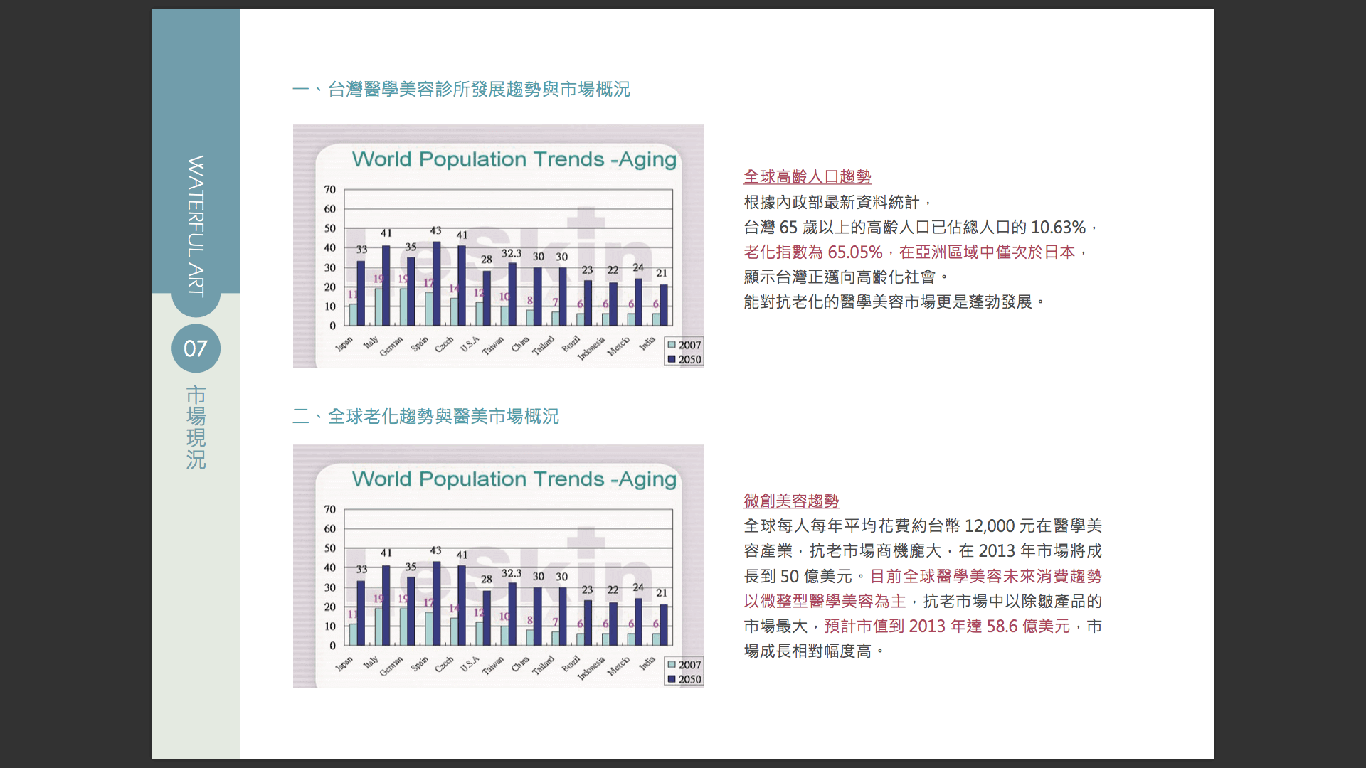 WATERFUL ART
07
市場現況
一、台灣醫學美容診所發展趨勢與市場概況
World Population Trends -Aging
70
60
50
40
30
20
10
0
33
41
35
43
41
28
32.3
30
30
23
22
24
21
11
19
19
17
14
12
10
8
7
6
6
6
6
Japan
Italy
German
Spain
Czech
U.S.A
Taiwan
China
Brazil
Indonesia
India
2007
2050
全球高齡人口趨勢
根據內政部最新資料統計，
台灣 65 歲以上的高齡人口已佔總人口的 10.63%，
老化指數為 65.05%，在亞洲區域中僅次於日本，
顯示台灣正邁向高齡化社會。
能對抗老化的醫學美容市場更是蓬勃發展。
二、全球老化趨勢與醫美市場概況
World Population Trends -Aging
70
60
50
40
30
20
10
0
33
41
35
43
41
28
32.3
30
30
23
22
24
21
11
19
19
17
14
12
10
8
7
6
6
6
6
Japan
Italy
German
Spain
Czech
U.S.A
Taiwan
China
Brazil
Indonesia
India
2007
2050
微創美容趨勢
全球每人每年平均花費約台幣 12,000 元在醫學美
容產業，抗老市場商機龐大，在 2013 年市場將成
長到 50 億美元。目前全球醫學美容未來消費趨勢
以微整型醫學美容為主，抗老市場中以除皺產品的
市場最大，預計市值到 2013 年達 58.6 億美元，市
場成長相對幅度高。